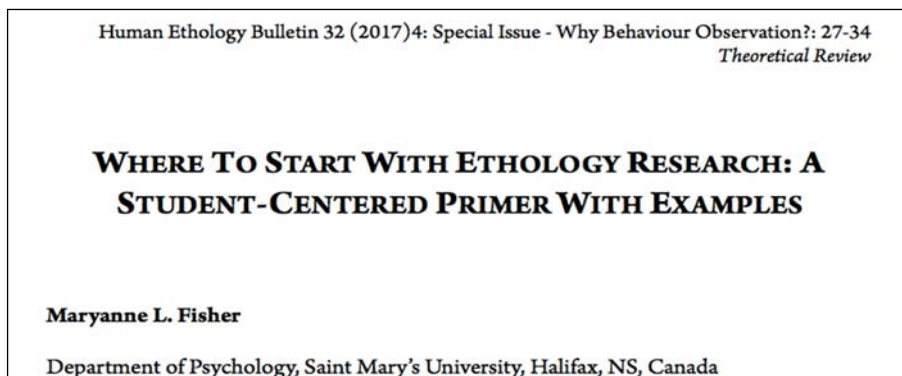 Human Ethology Bulletin 32 (2017)4: Special Issue - Why Behaviour Observation?: 27-34
Theoretical Review
WHERE TO START WITH ETHOLOGY RESEARCH: A
STUDENT-CENTERED PRIMER WITH EXAMPLES
Maryanne L. Fisher
Department of Psychology, Saint Mary's University, Halifax, NS, Canada